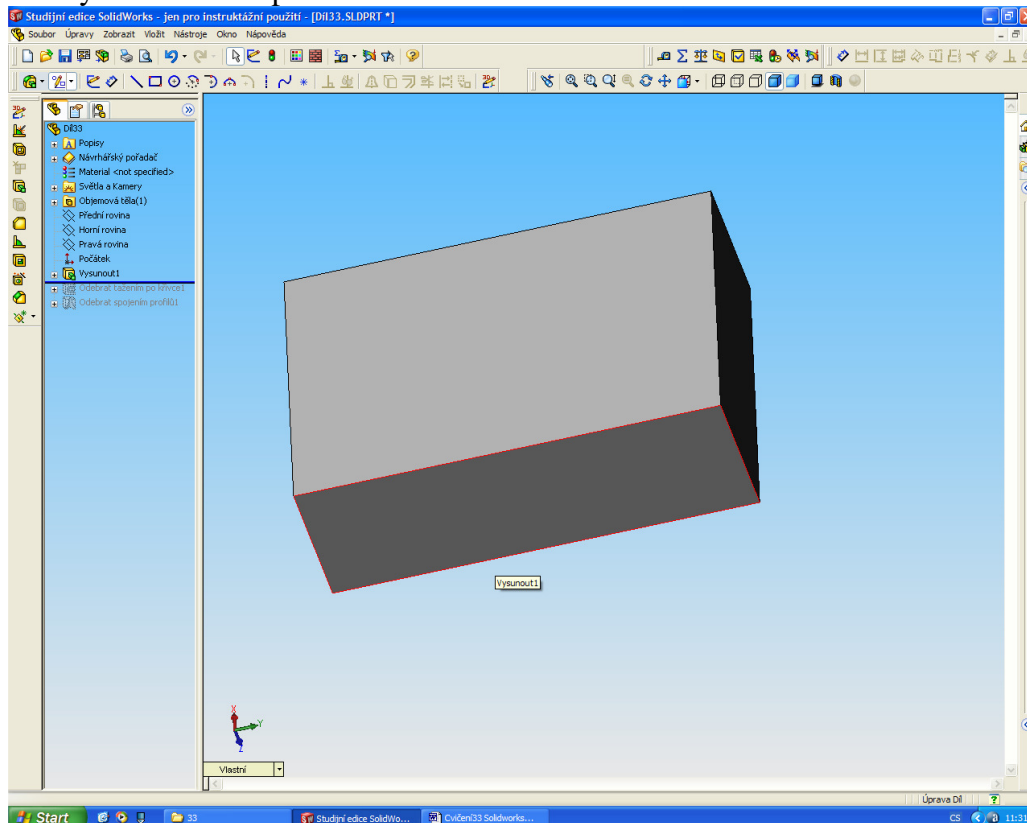 Studijní edice SolidWorks - jen pro instruktážní použití - [Díl33.SLDPRT *]
Soubor Úpravy Zobrazit Vložit Nástroje Okno Nápověda
Díl33
Popisy
Návrhářský pořadač
Material <not specified>
Světla a Kamery
Objemová těla(1)
Přední rovina
Horní rovina
Pravá rovina
Počátek
Vysunout1
Odebrat tažením po křivce1
Odebrat spojením profilů1
Vysunout1
X
Y
Z
Vlastní
Úprava Díl
Start
33
Studijní edice SolidWo...
Cvičení33 Solidworks...
CS
11:31